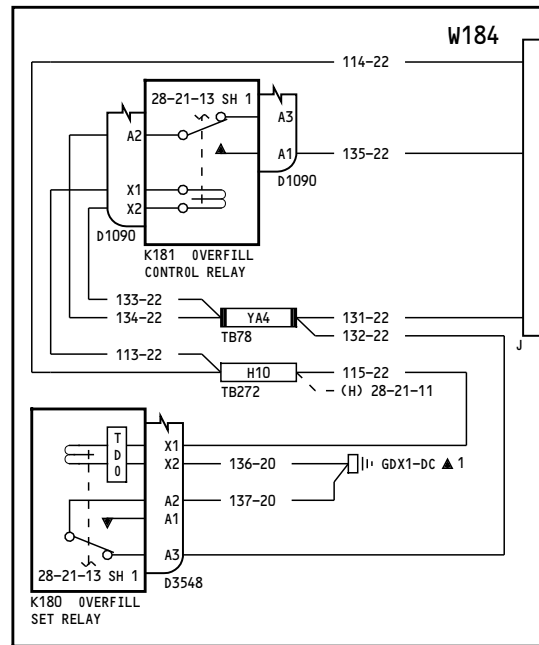 W184
114-22
28-21-13 SH 1
A3
A2
A1
135-22
X1
D1090
X2
D1090
K181 OVERFILL
CONTROL RELAY
133-22
134-22
YA4
131-22
TB78
132-22
J
113-22
H10
115-22
TB272
(H) 28-21-11
T
D
O
X1
X2
136-20
GDX1-DC ▲ 1
A2
137-20
A1
A3
28-21-13 SH 1
D3548
K180 OVERFILL
SET RELAY